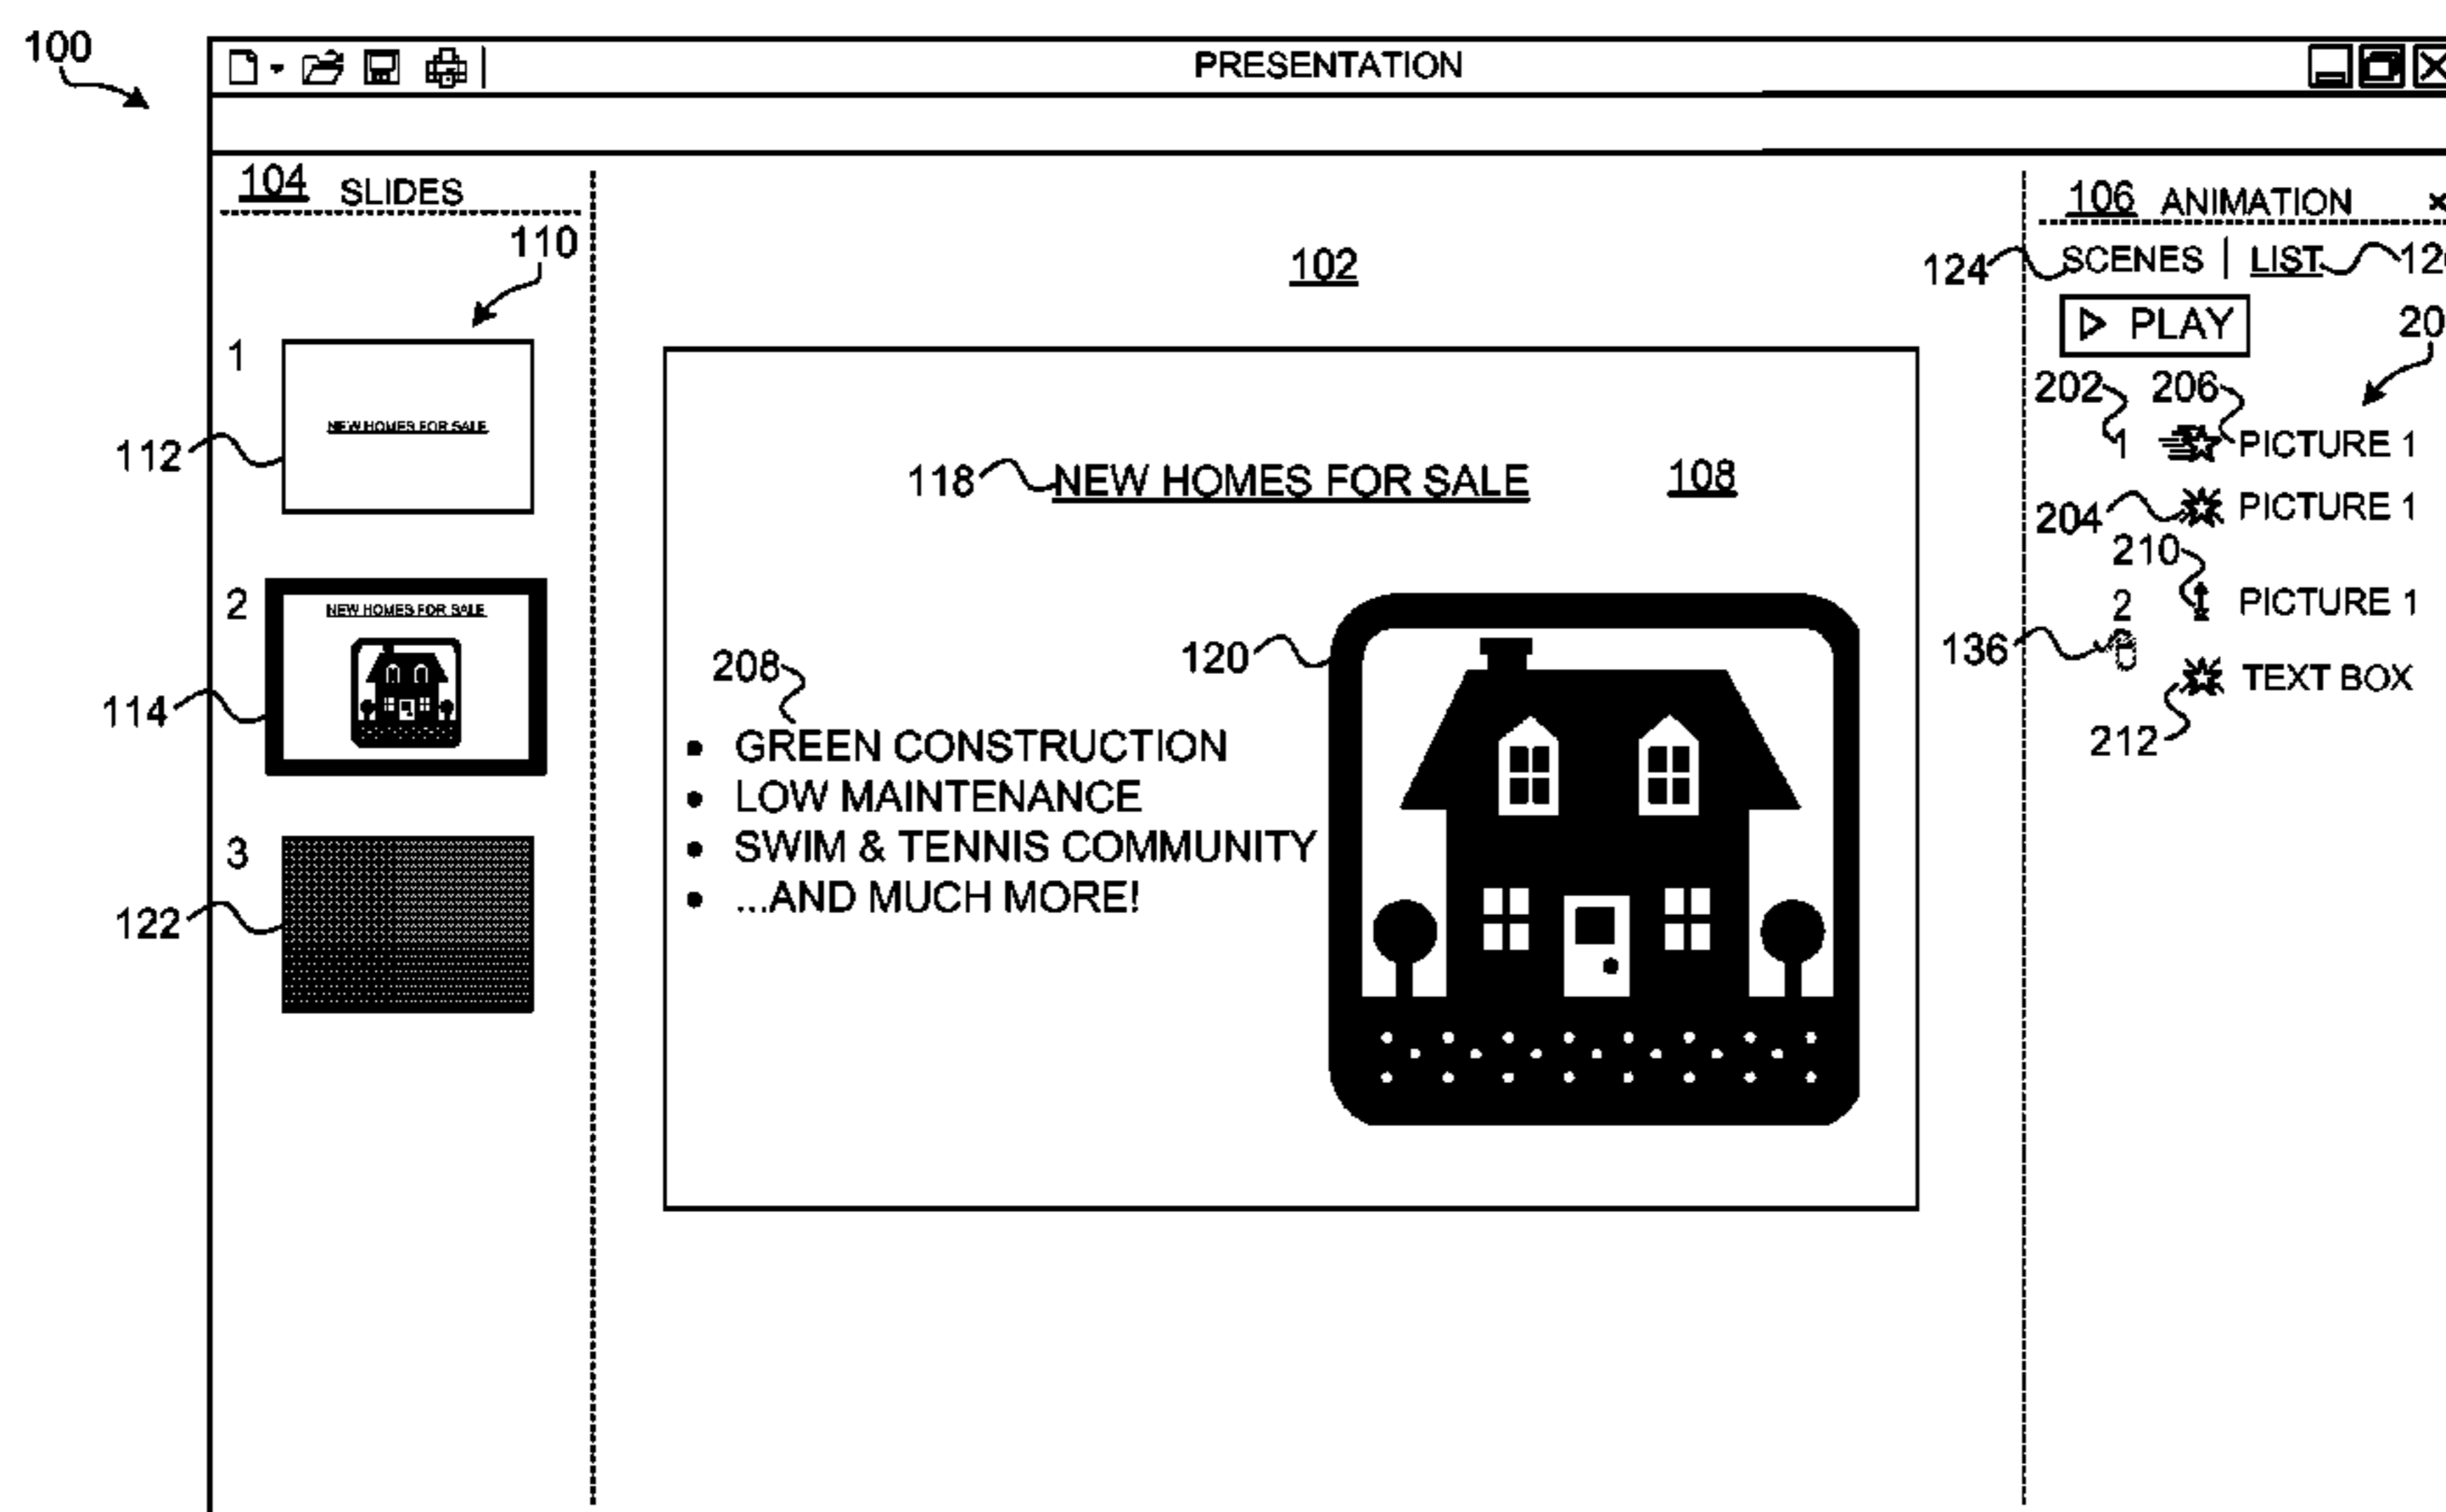 100
PRESENTATION
104 SLIDES
110
1
NEW HOMES FOR SALE
112
2
NEW HOMES FOR SALE
114
3
122
102
118 NEW HOMES FOR SALE 108
208
120
• GREEN CONSTRUCTION
• LOW MAINTENANCE
• SWIM & TENNIS COMMUNITY
• ...AND MUCH MORE!
106 ANIMATION
124 SCENES | LIST
PLAY
202 206
1 PICTURE 1
204 PICTURE 1
210
2 PICTURE 1
136
TEXT BOX
212